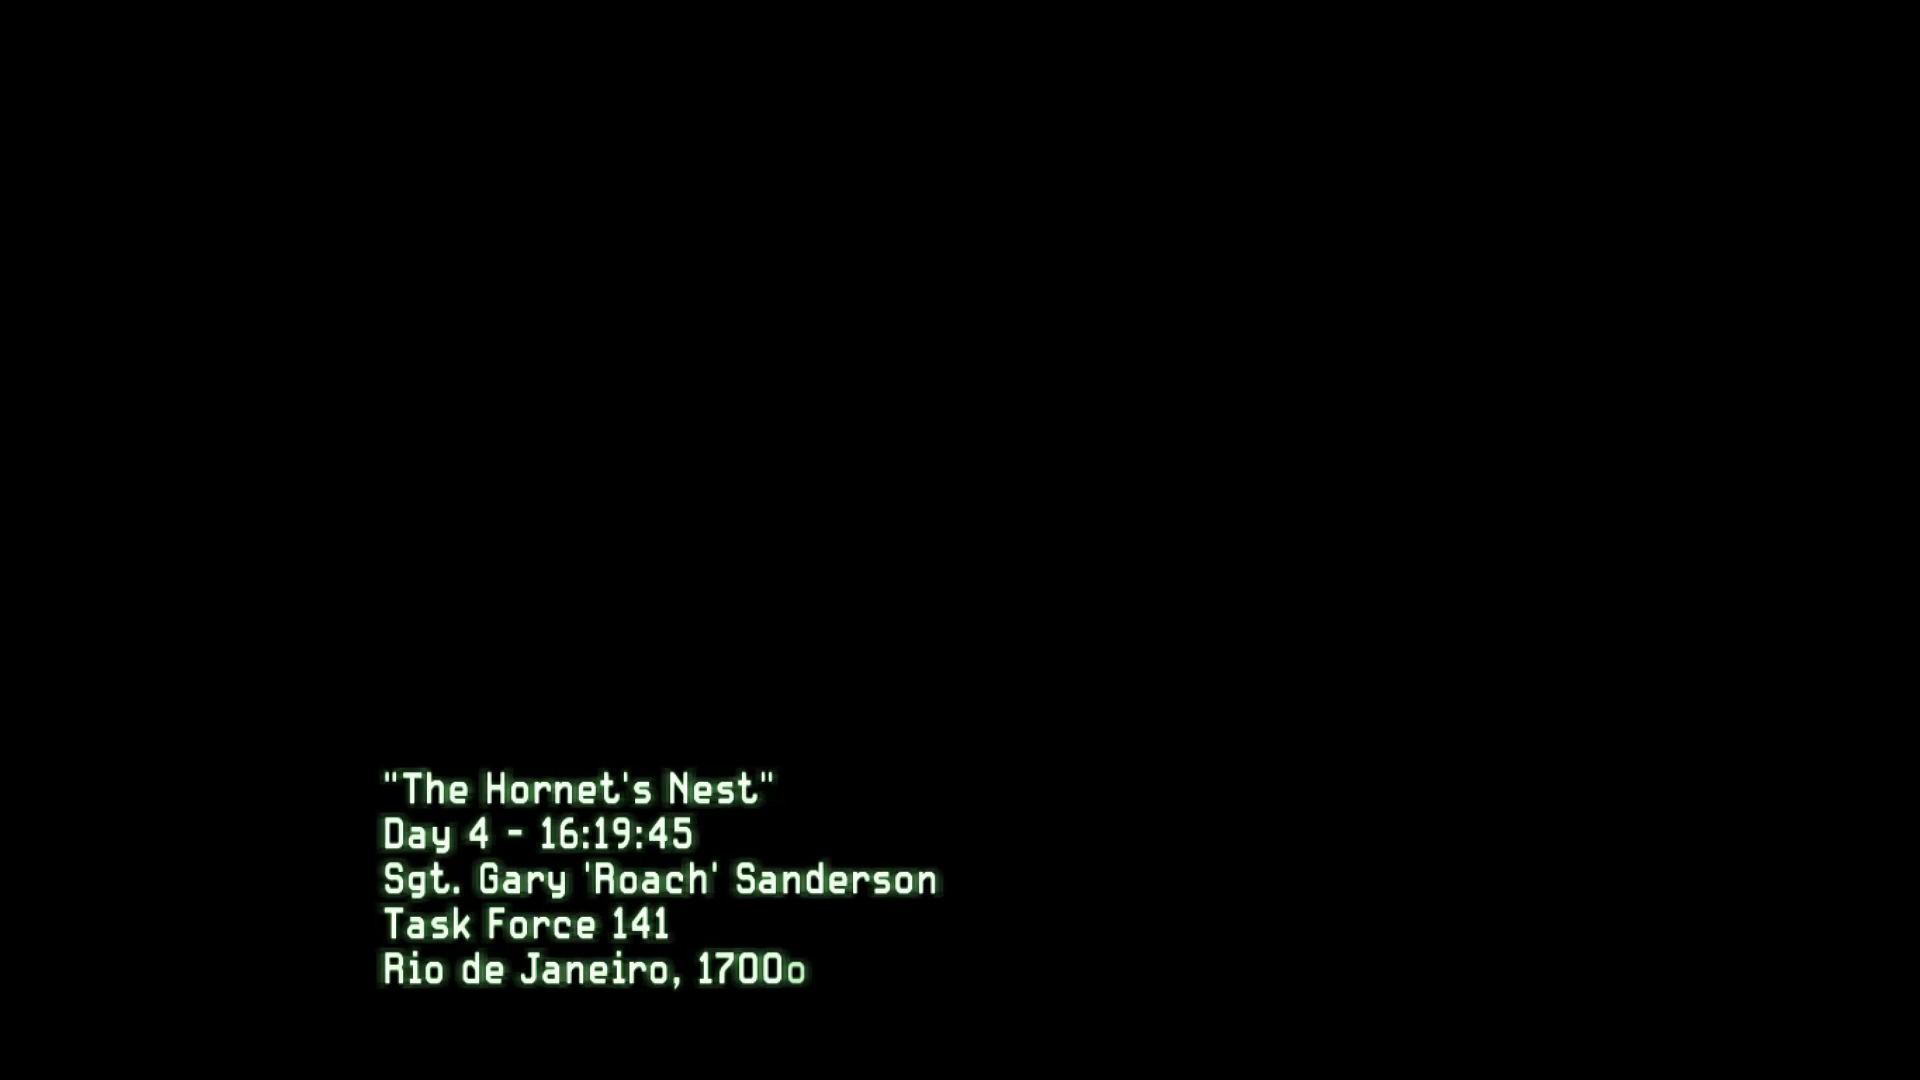 "The Hornet's Nest"
Day 4 - 16:19:45
Sgt. Gary 'Roach' Sanderson
Task Force 141
Rio de Janeiro, 1700o